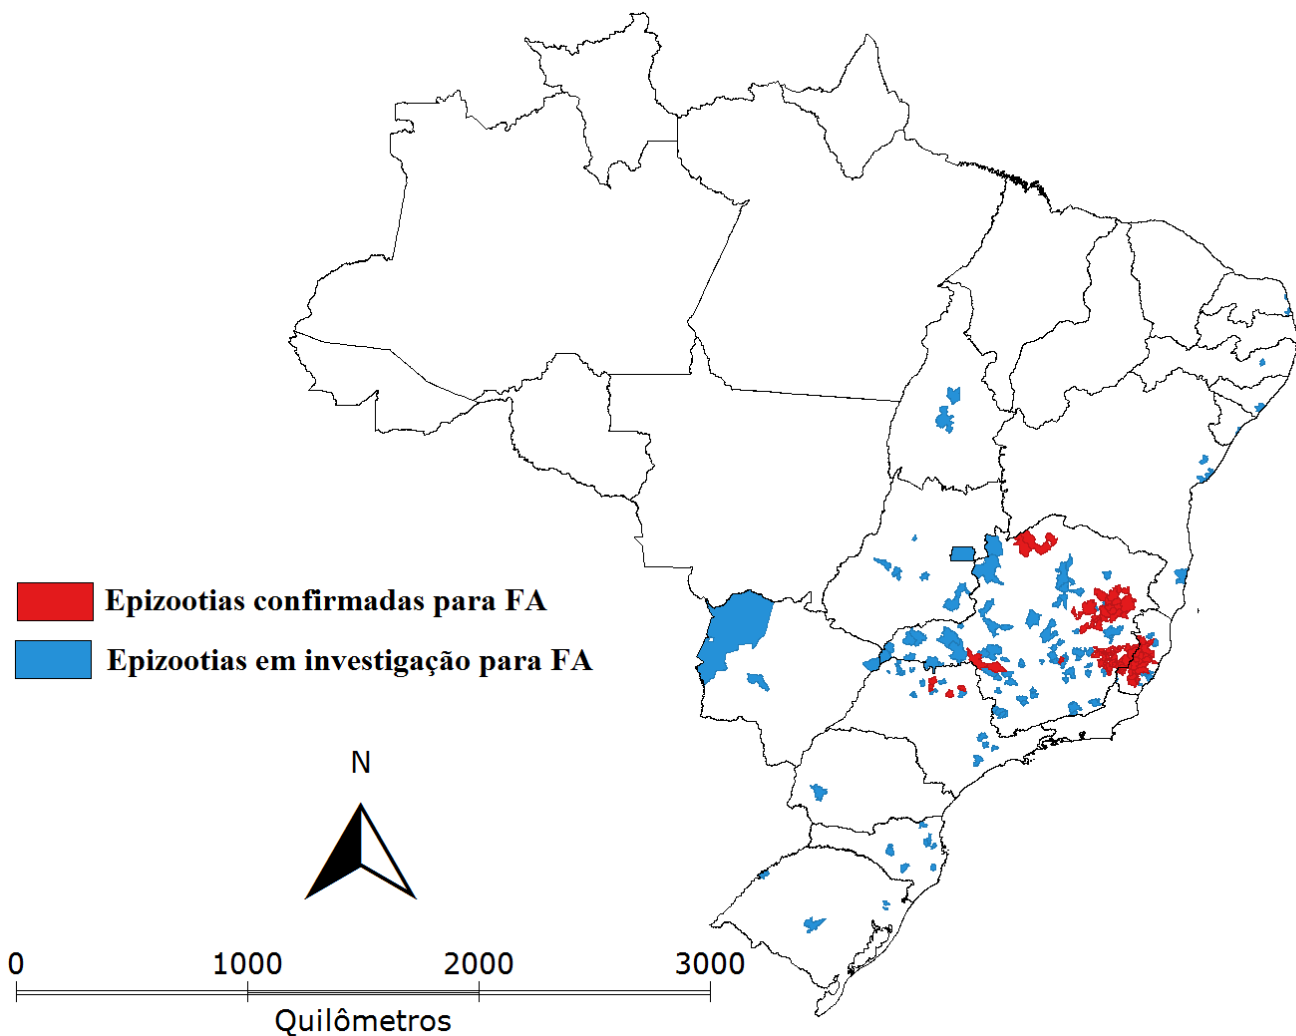 Epizootias confirmadas para FA
Epizootias em investigação para FA
N
0 1000 2000 3000
Quilômetros